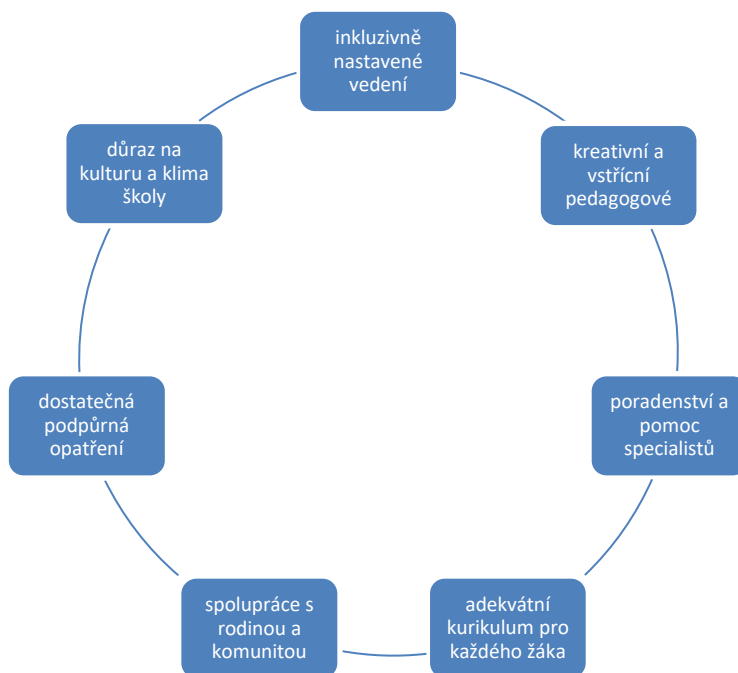 inkluzivně
nastavené
vedení
kreativní a
vstřícní
pedagogové
poradenství a
pomoc
specialistů
adekvátní
kurikulum pro
každého žáka
spolupráce s
rodinou a
komunitou
dostatečná
podpůrná
opatření
důraz na
kulturu a klima
školy